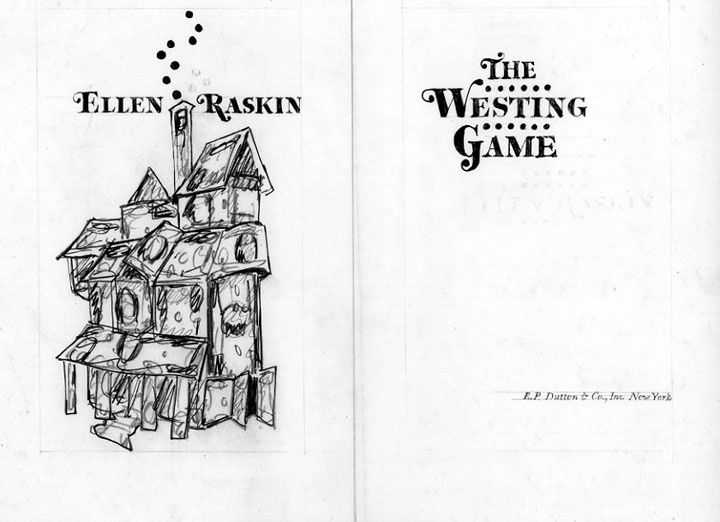 ELLEN RASKIN
THE
WESTING
GAME
E.P. Dutton & Co., Inc. New York